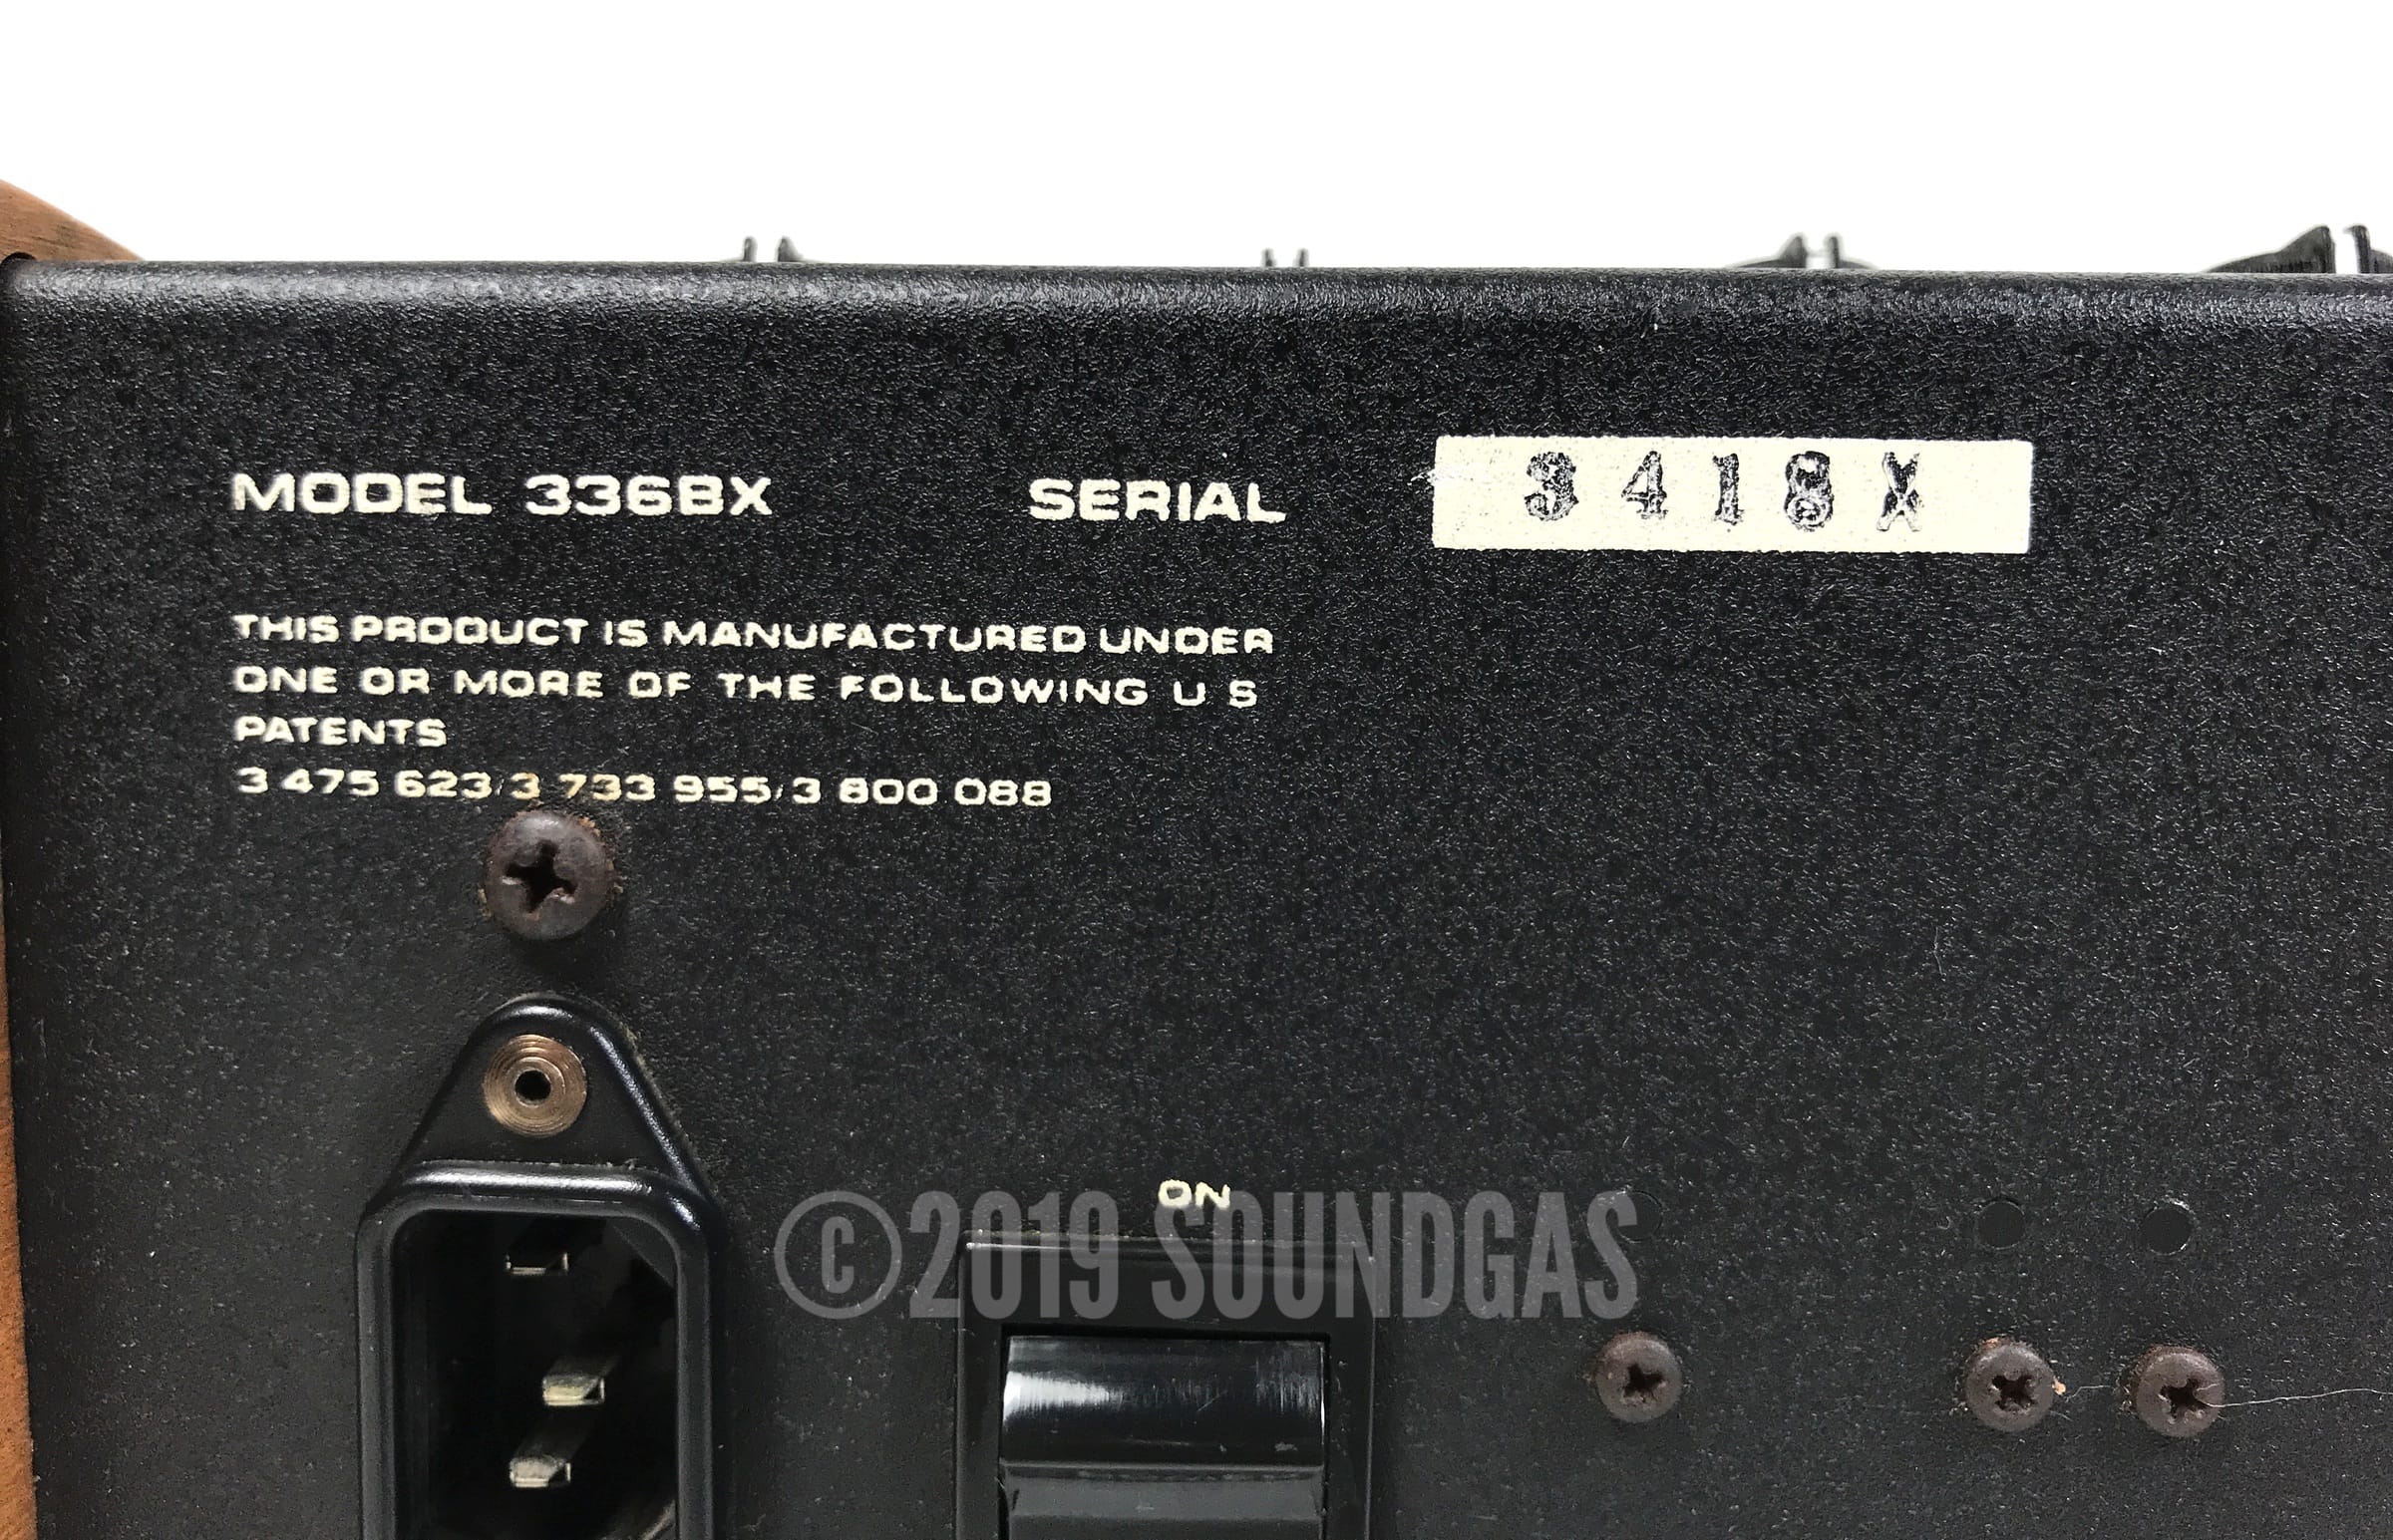 MODEL 336BX SERIAL 3418X
THIS PRODUCT IS MANUFACTURED UNDER
ONE OR MORE OF THE FOLLOWING U S
PATENTS
3 475 623/3 733 955/3 800 088
ON
©2019 SOUNDGAS